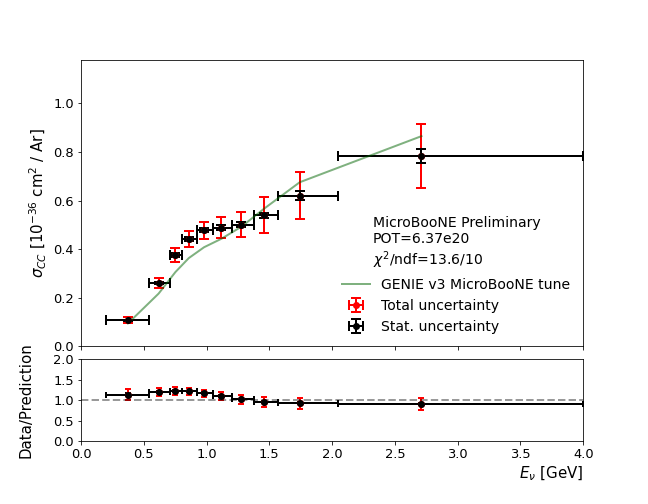 1.0
0.8
0.6
0.4
0.2
0.0
σCC [10⁻³⁶ cm² / Ar]
MicroBooNE Preliminary
POT=6.37e20
χ²/ndf=13.6/10
GENIE v3 MicroBooNE tune
Total uncertainty
Stat. uncertainty
2.0
1.5
1.0
0.5
0.0
Data/Prediction
0.0 0.5 1.0 1.5 2.0 2.5 3.0 3.5 4.0
Eν [GeV]